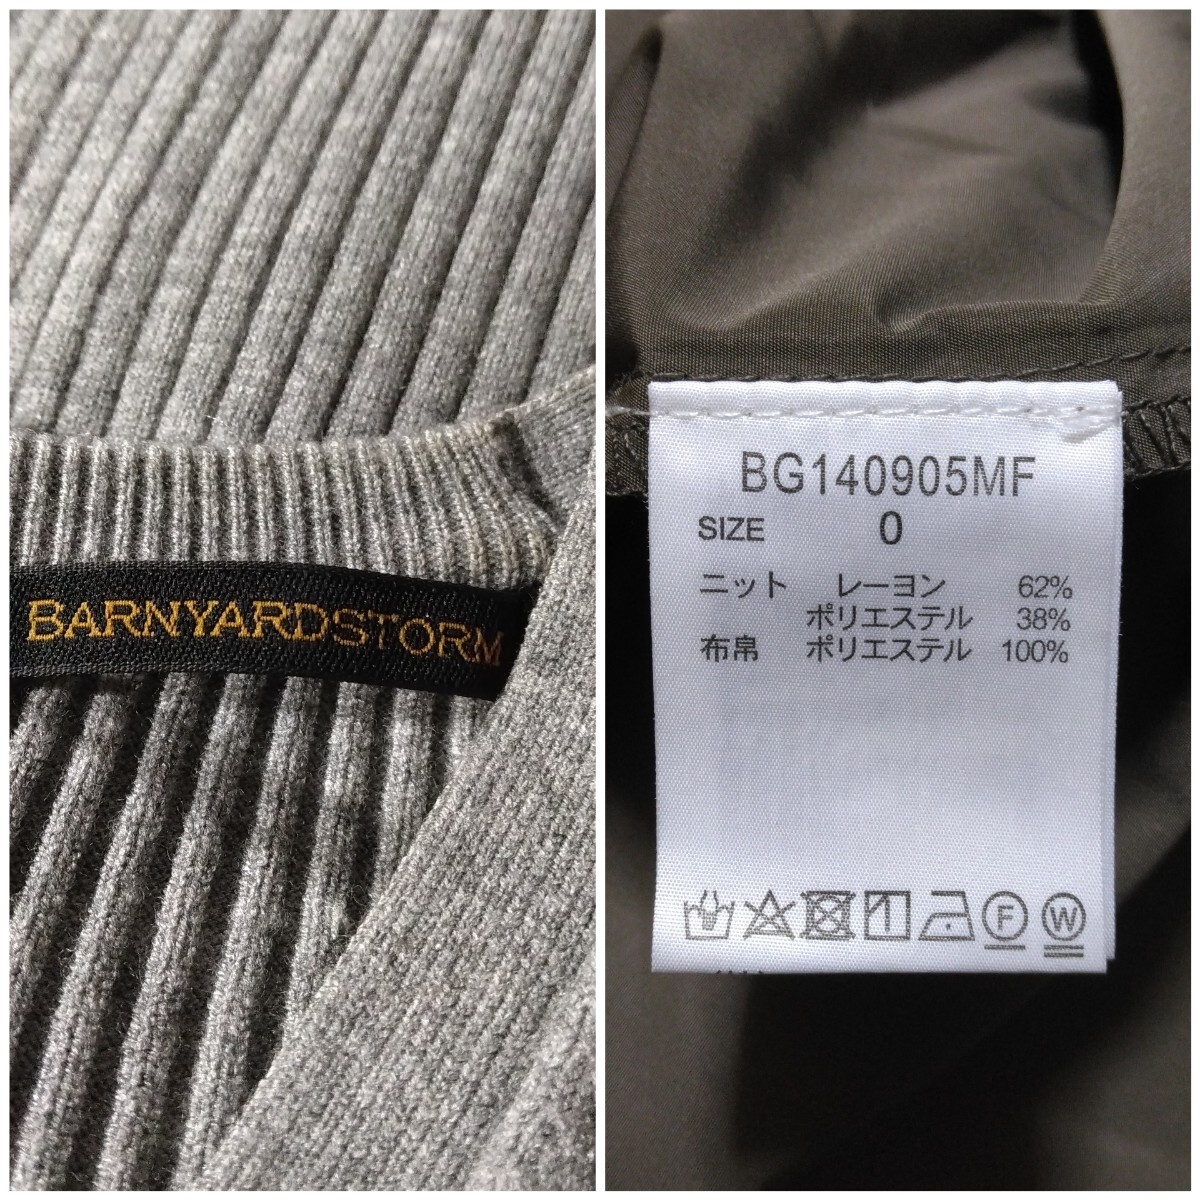 BARNYARDSTORM
BG140905MF
SIZE 0
ニット レーヨン 62%
ポリエステル 38%
布帛 ポリエステル 100%
F W